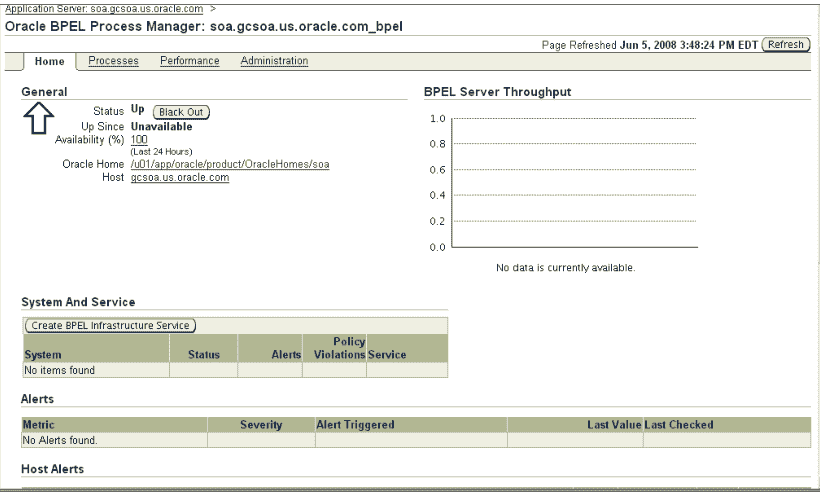 Application Server: soa.gcsoa.us.oracle.com >
Oracle BPEL Process Manager: soa.gcsoa.us.oracle.com_bpel
Page Refreshed Jun 5, 2008 3:48:24 PM EDT Refresh
Home Processes Performance Administration
General
Status Up Black Out
Up Since Unavailable
Availability (%) 100
(Last 24 Hours)
Oracle Home /u01/app/oracle/product/OracleHomes/soa
Host gcsoa.us.oracle.com
BPEL Server Throughput
1.0
0.8
0.6
0.4
0.2
0.0
No data is currently available.
System And Service
Create BPEL Infrastructure Service
System Status Alerts Policy Violations Service
No items found
Alerts
Metric Severity Alert Triggered Last Value Last Checked
No Alerts found.
Host Alerts